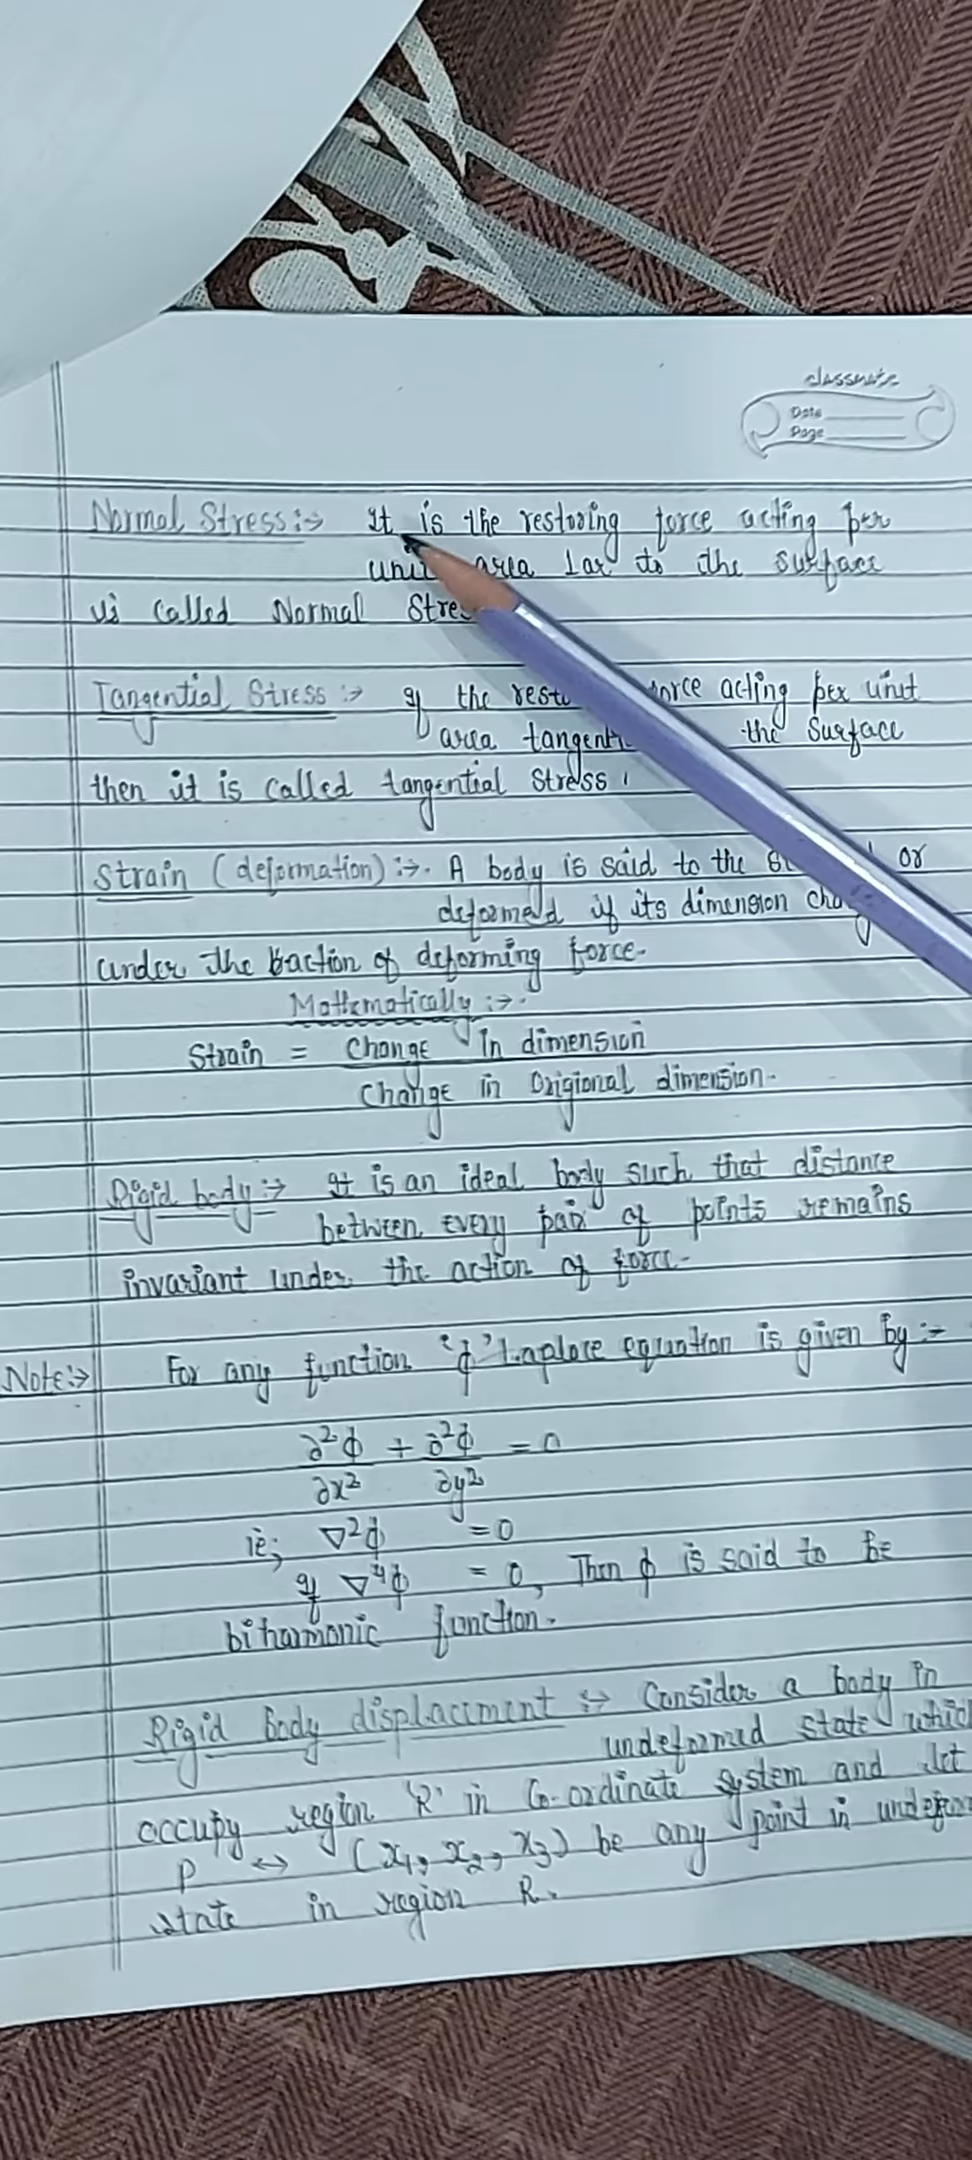 classmate
Date
Page
Normal Stress :→ It is the restoring force acting per
unit area ⊥ar to the surface
is called Normal Stres
Tangential Stress :→ If the resto force acting per unit
area tangenti the surface
then it is called tangential stress.
Strain (deformation) :→. A body is said to the or
deformed if its dimension chang
under the action of deforming force.
Mathematically :→.
Strain = Change In dimension
Change in Origional dimension.
Rigid body :→ It is an ideal body such that distance
between every pair of points remains
invariant under the action of force.
Note :→ For any function 'ϕ' Laplace equation is given by :-
∂²ϕ/∂x² + ∂²ϕ/∂y² = 0
ie; ∇²ϕ = 0
If ∇⁴ϕ = 0, Then ϕ is said to be
biharmonic function.
Rigid Body displacement :→ Consider a body in
undeformed state which
occupy region 'R' in Co-ordinate system and let
P ↔ (x₁, x₂, x₃) be any point in undefor
state in region R.